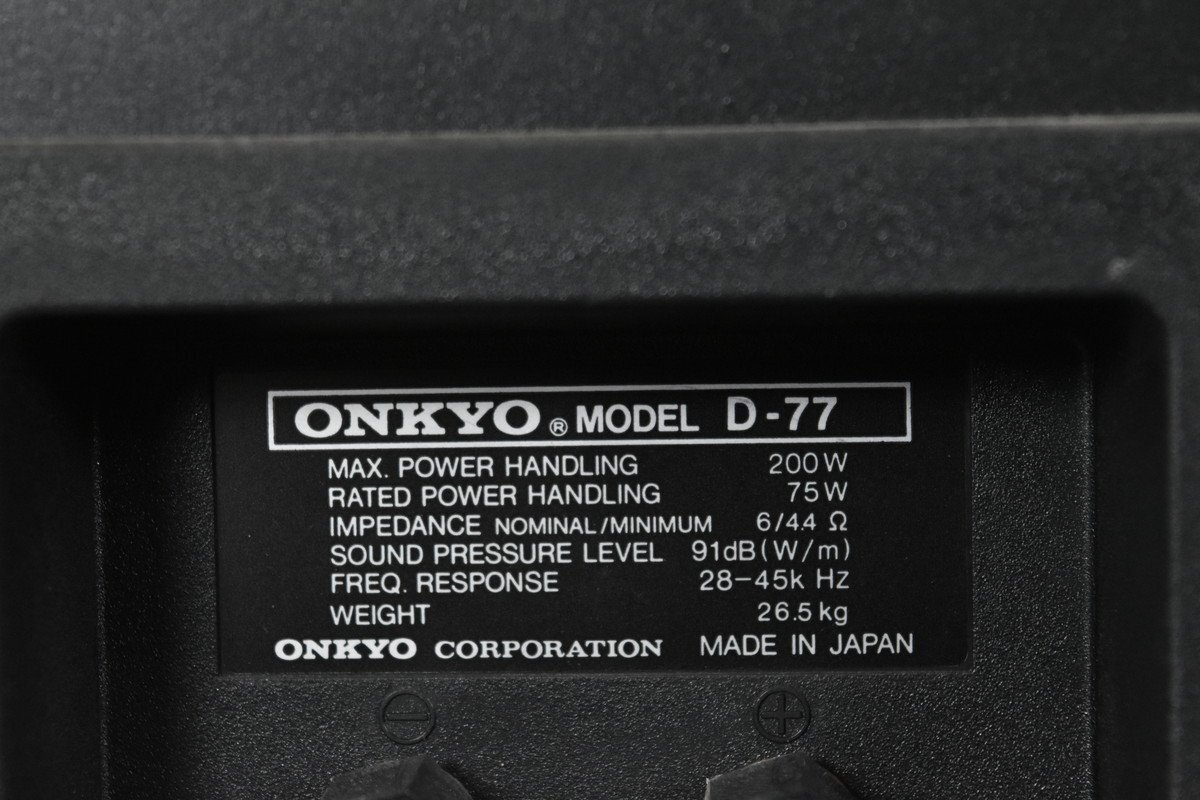 ONKYO® MODEL D-77
MAX. POWER HANDLING 200W
RATED POWER HANDLING 75W
IMPEDANCE NOMINAL/MINIMUM 6/4.4 Ω
SOUND PRESSURE LEVEL 91dB(W/m)
FREQ. RESPONSE 28-45k Hz
WEIGHT 26.5kg
ONKYO CORPORATION MADE IN JAPAN
⊖ ⊕